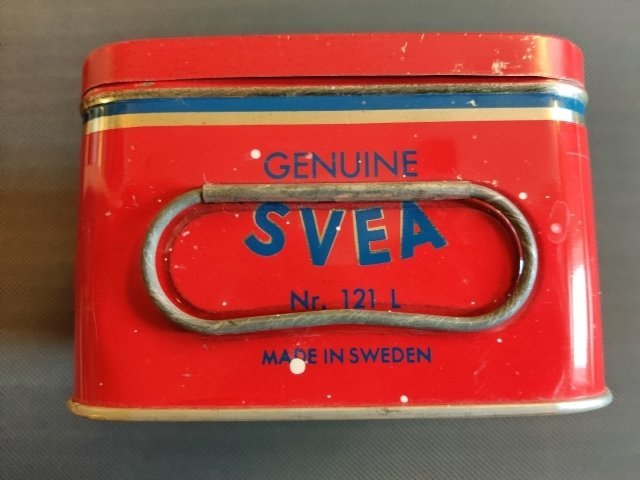 GENUINE
SVEA
Nr. 121 L
MADE IN SWEDEN